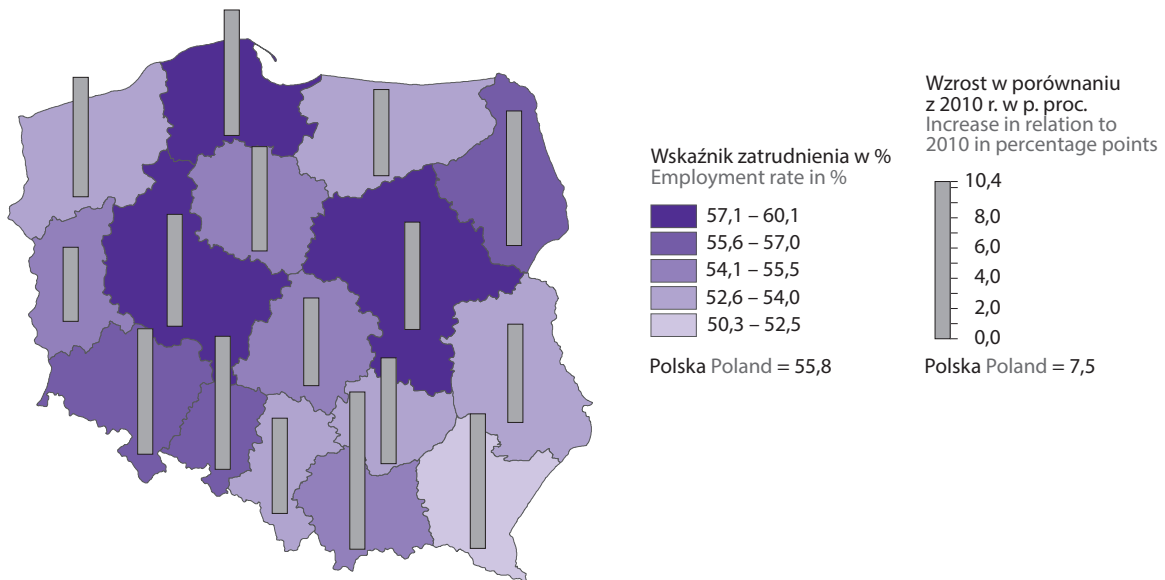 Wskaźnik zatrudnienia w %
Employment rate in %
57,1 – 60,1
55,6 – 57,0
54,1 – 55,5
52,6 – 54,0
50,3 – 52,5
Polska Poland = 55,8
Wzrost w porównaniu
z 2010 r. w p. proc.
Increase in relation to
2010 in percentage points
10,4
8,0
6,0
4,0
2,0
0,0
Polska Poland = 7,5